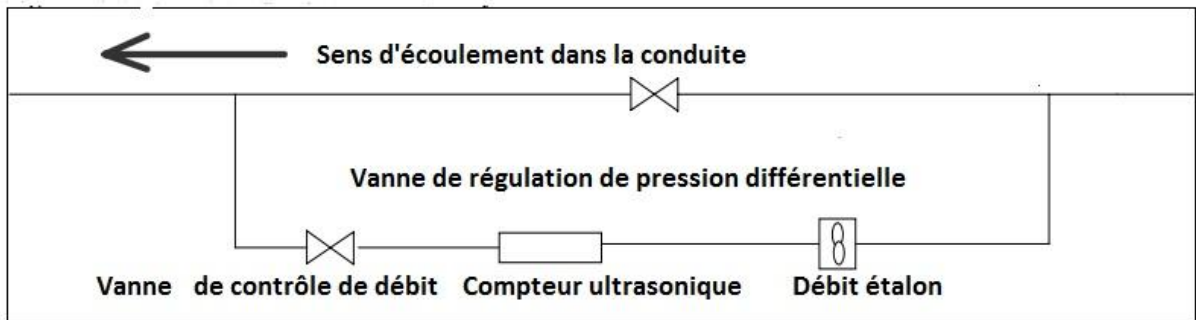 Sens d'écoulement dans la conduite
Vanne de régulation de pression différentielle
Vanne de contrôle de débit Compteur ultrasonique Débit étalon